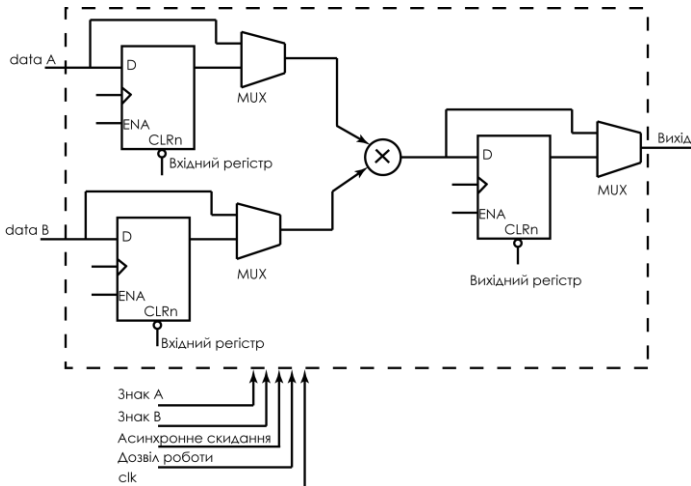 data A
D
MUX
ENA
CLRn
Вхідний регістр
D
MUX
Вихід
ENA
CLRn
Вихідний регістр
data B
D
MUX
ENA
CLRn
Вхідний регістр
Знак А
Знак В
Асинхронне скидання
Дозвіл роботи
clk